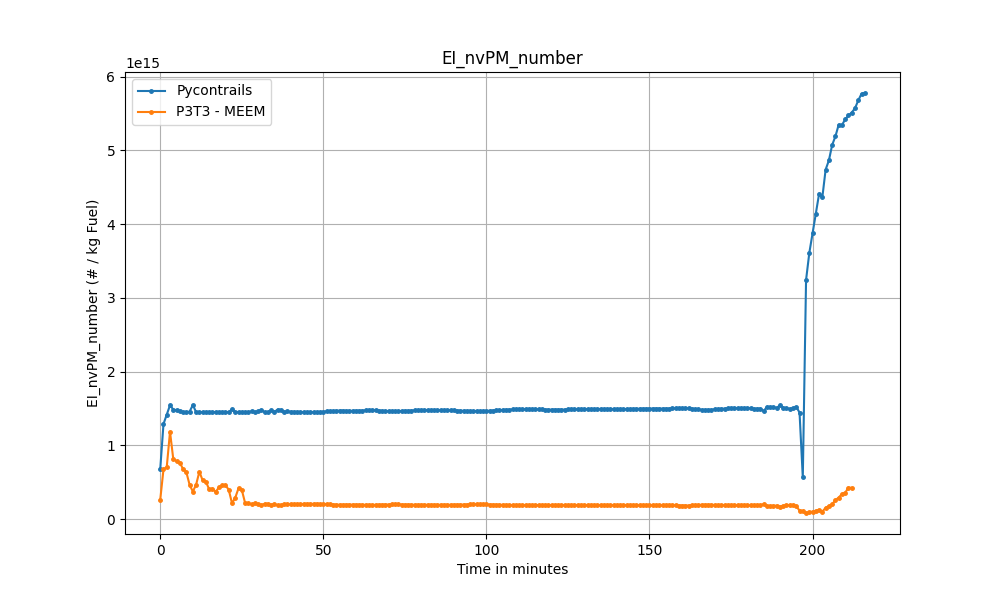 EI_nvPM_number
1e15
Pycontrails
P3T3 - MEEM
6
5
4
3
2
1
0
EI_nvPM_number (# / kg Fuel)
0 50 100 150 200
Time in minutes